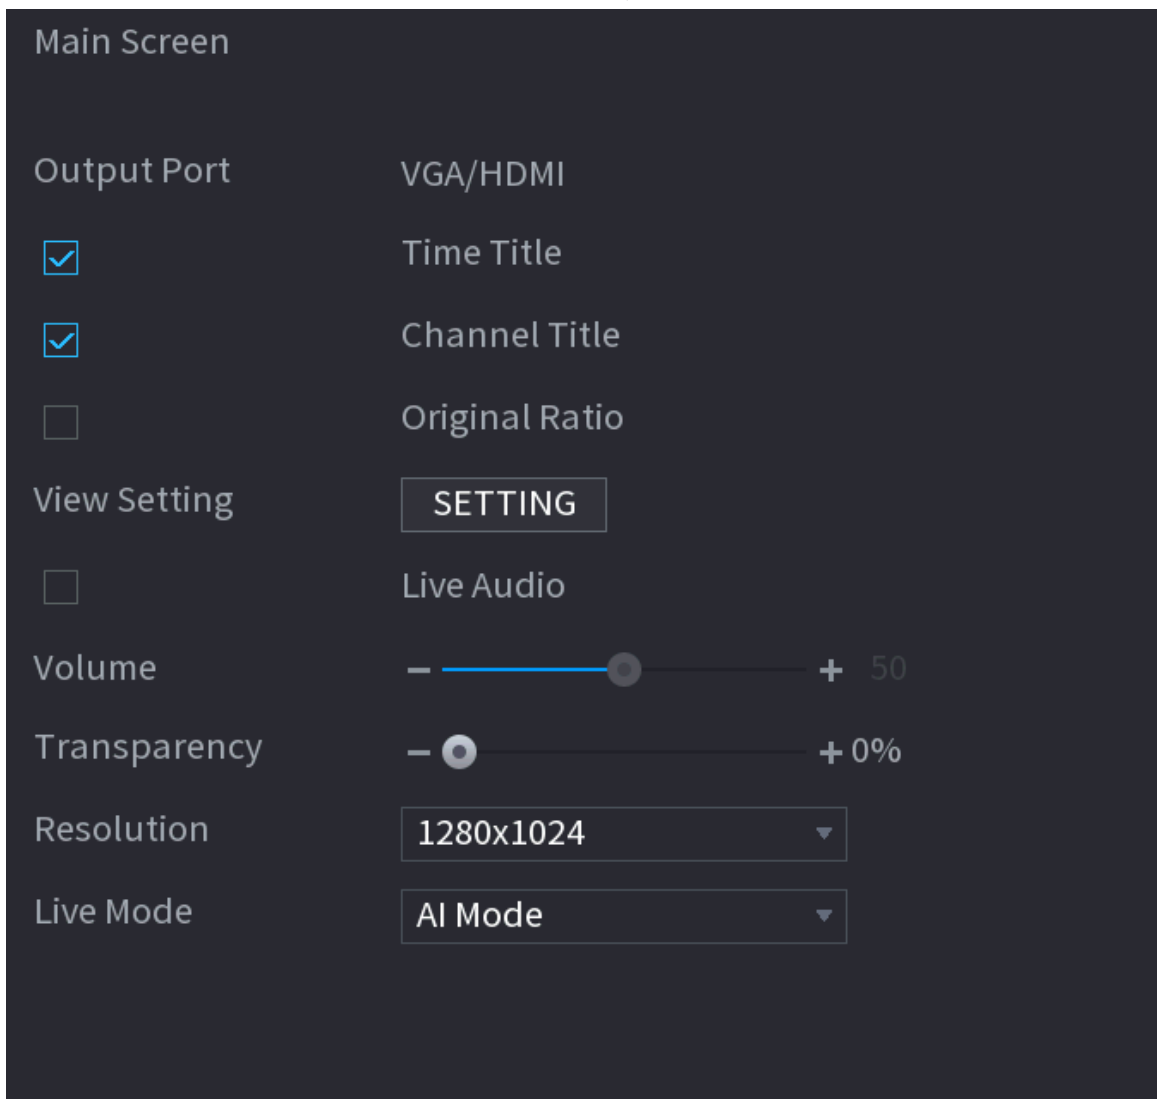 Main Screen
Output Port VGA/HDMI
Time Title
Channel Title
Original Ratio
View Setting SETTING
Live Audio
Volume − + 50
Transparency − + 0%
Resolution 1280x1024
Live Mode AI Mode